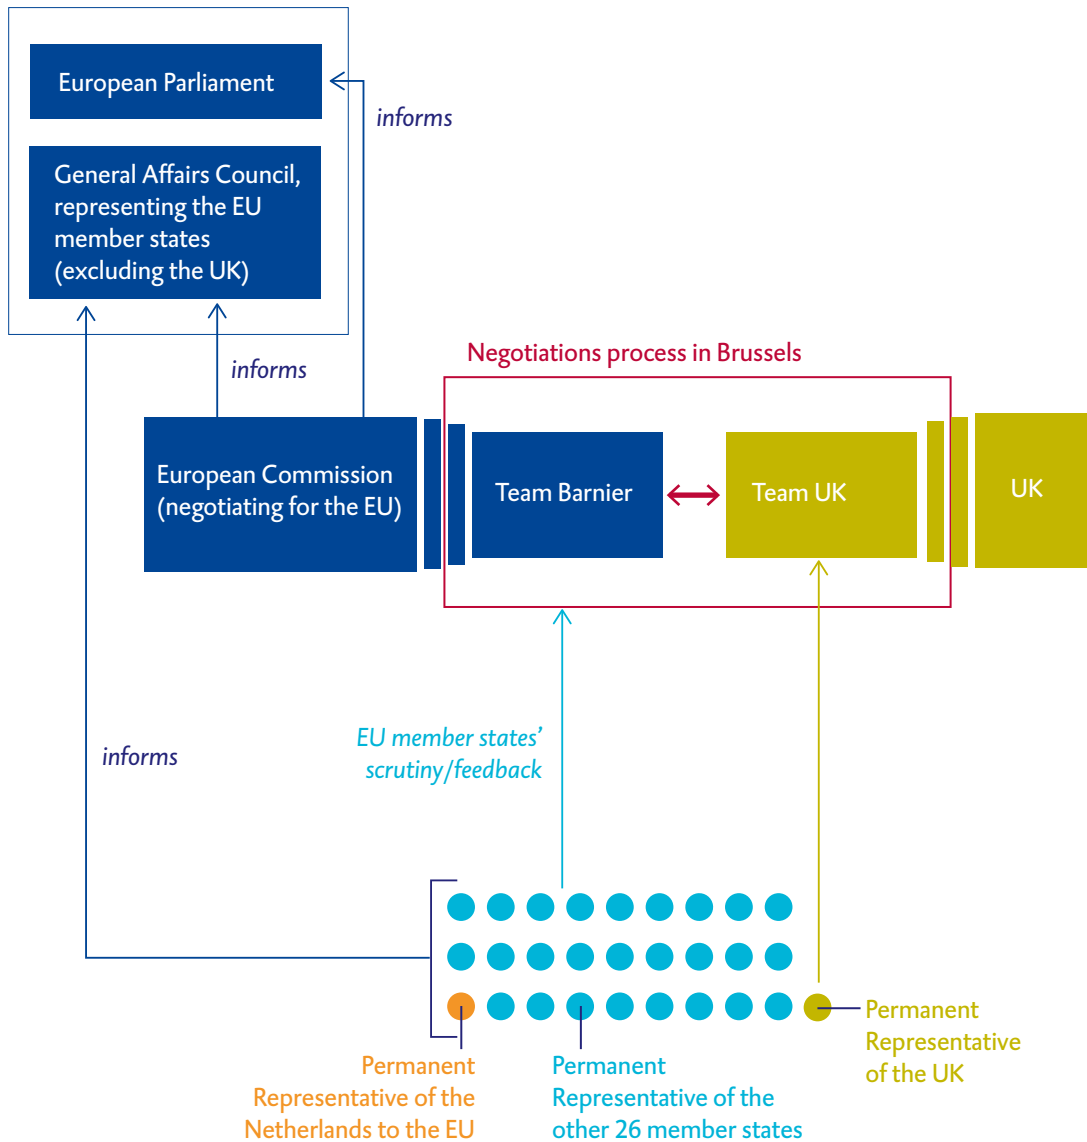 European Parliament
informs
General Affairs Council,
representing the EU
member states
(excluding the UK)
informs
Negotiations process in Brussels
European Commission
(negotiating for the EU)
Team Barnier
Team UK
UK
EU member states’
scrutiny/feedback
informs
Permanent
Representative
of the UK
Permanent
Representative of the
Netherlands to the EU
Permanent
Representative of the
other 26 member states